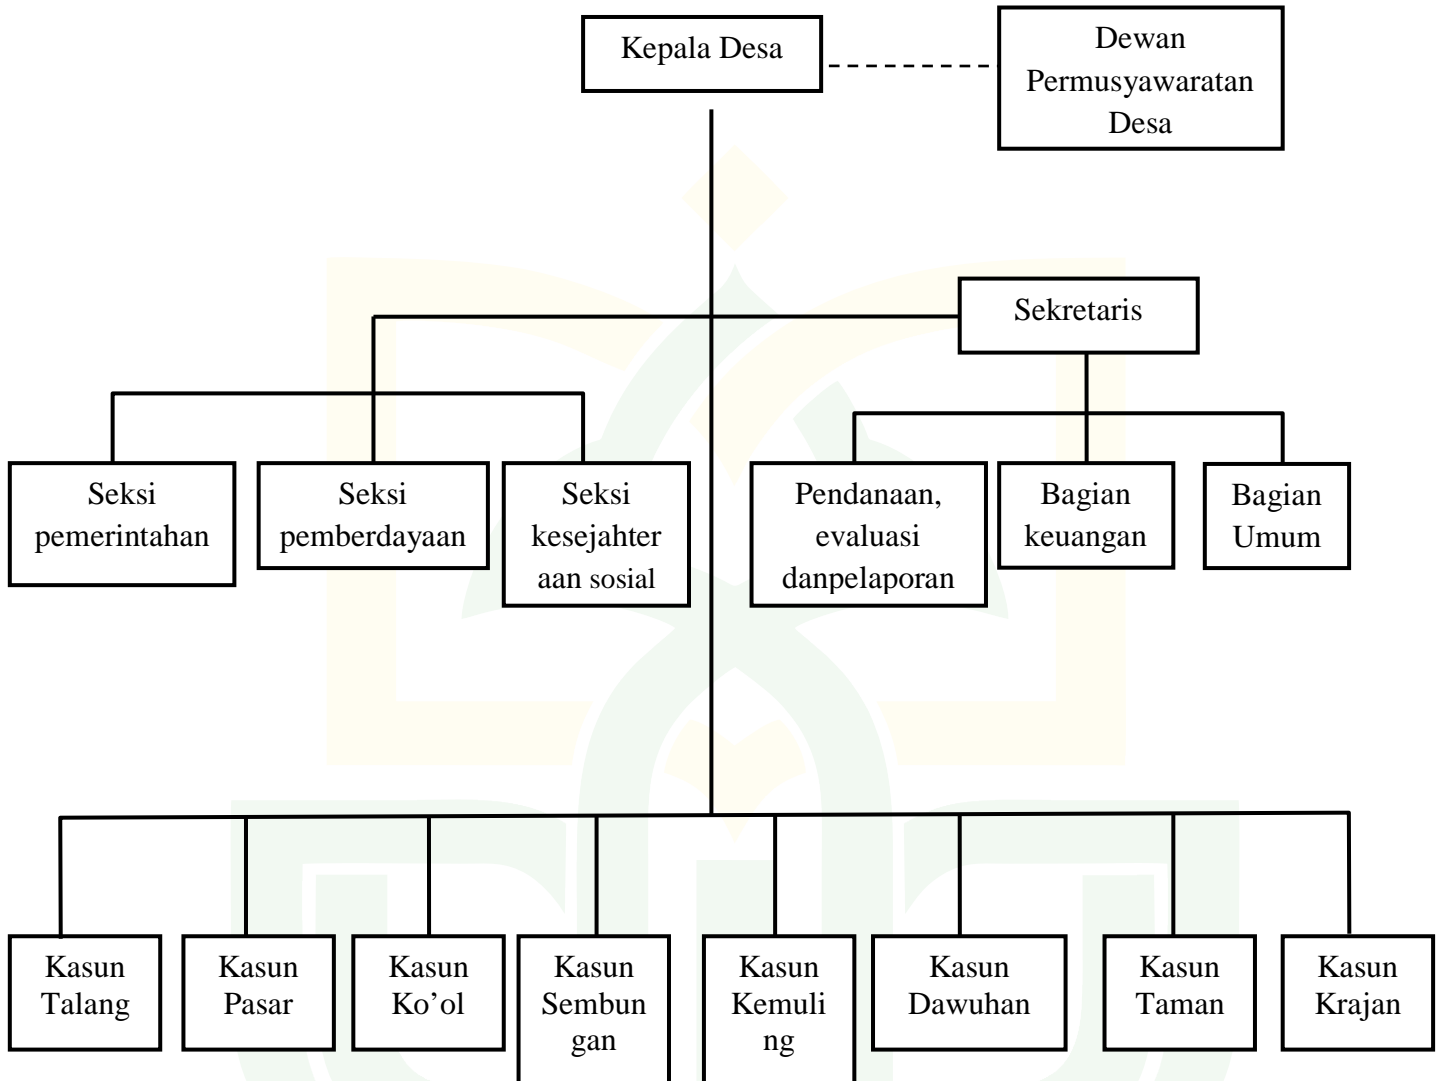 Kepala Desa
Dewan
Permusyawaratan
Desa
Sekretaris
Seksi
pemerintahan
Seksi
pemberdayaan
Seksi
kesejahter
aan sosial
Pendanaan,
evaluasi
danpelaporan
Bagian
keuangan
Bagian
Umum
Kasun
Talang
Kasun
Pasar
Kasun
Ko’ol
Kasun
Sembun
gan
Kasun
Kemuli
ng
Kasun
Dawuhan
Kasun
Taman
Kasun
Krajan